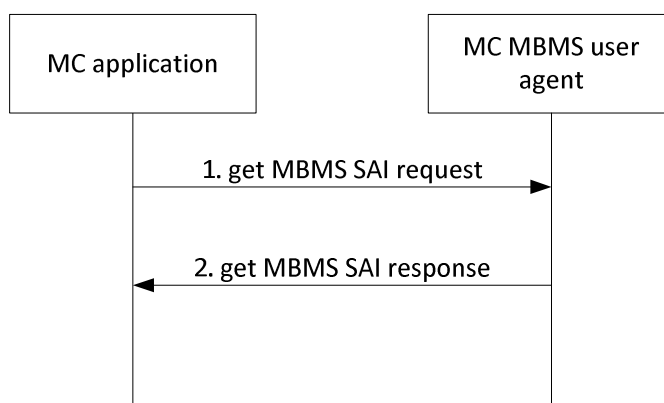 MC application
MC MBMS user
agent
1. get MBMS SAI request
2. get MBMS SAI response